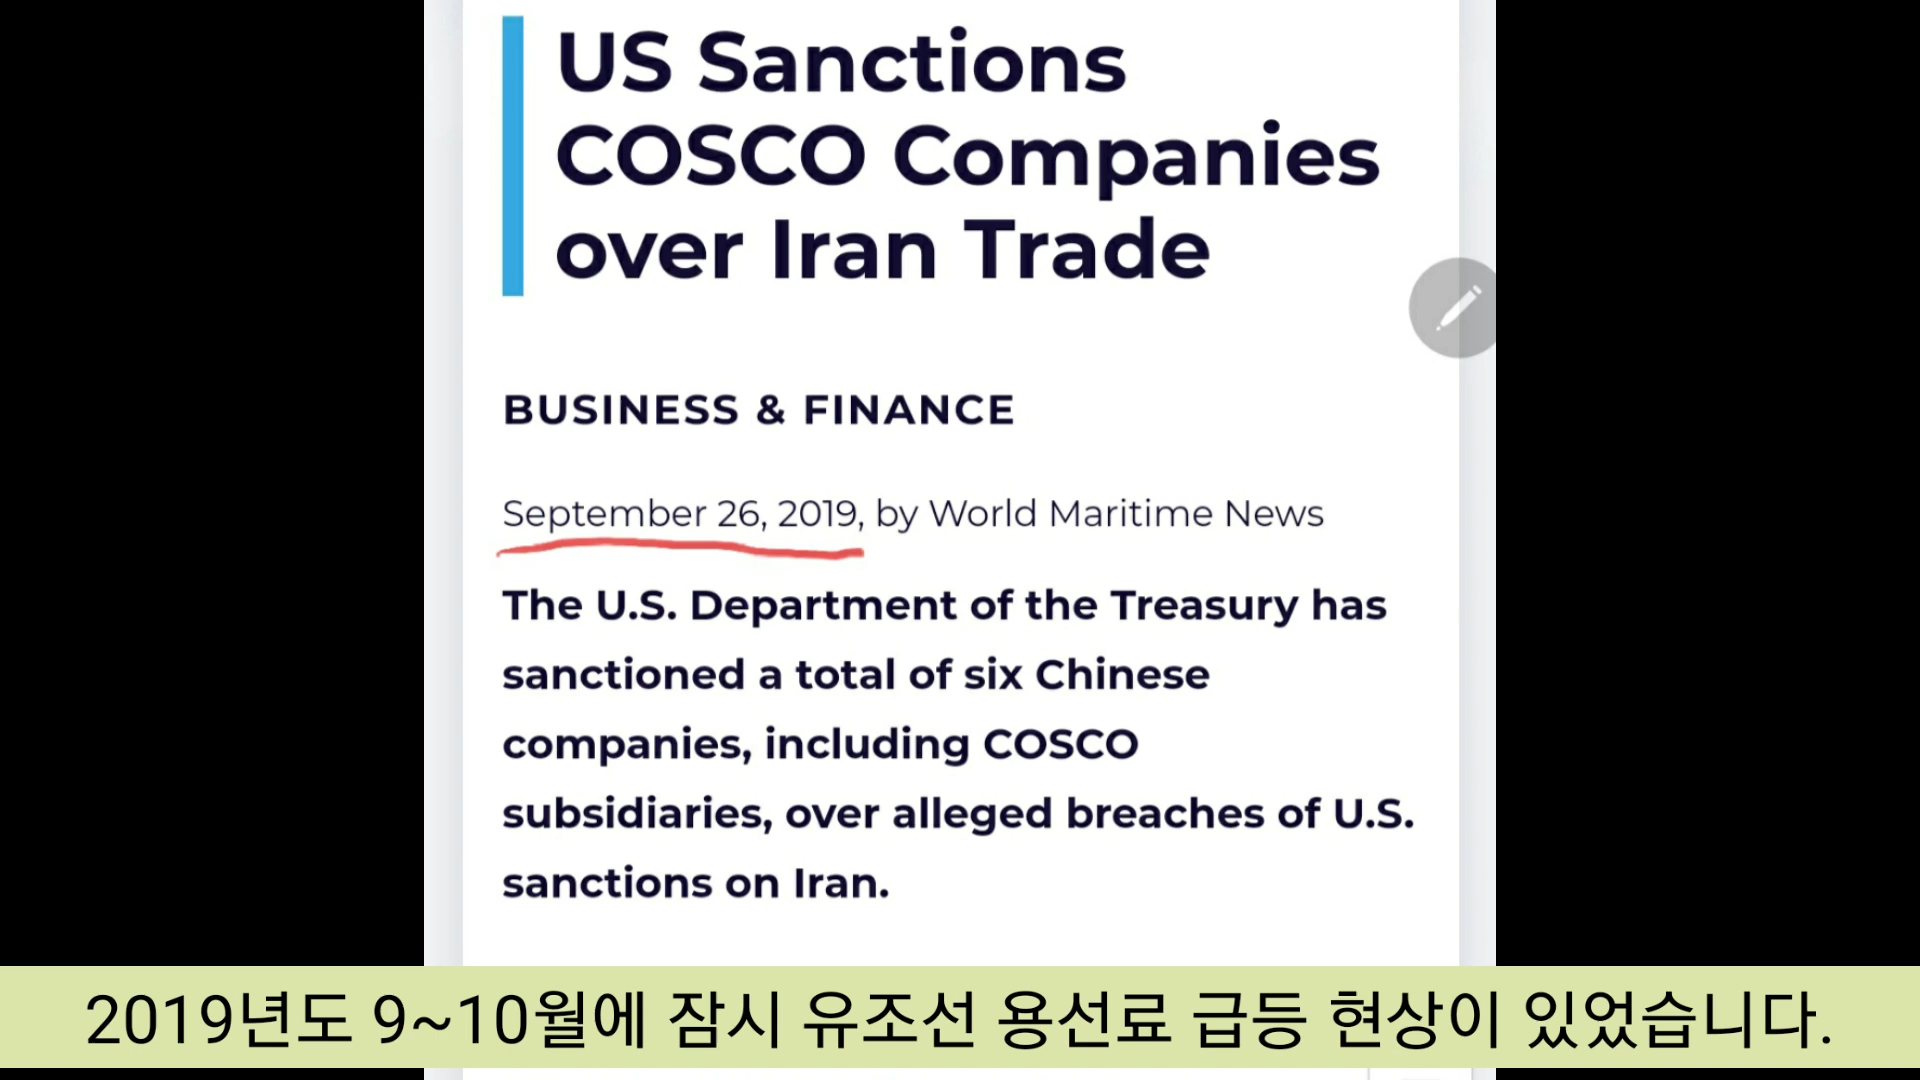 US Sanctions
COSCO Companies
over Iran Trade
BUSINESS & FINANCE
September 26, 2019, by World Maritime News
The U.S. Department of the Treasury has
sanctioned a total of six Chinese
companies, including COSCO
subsidiaries, over alleged breaches of U.S.
sanctions on Iran.
2019년도 9~10월에 잠시 유조선 용선료 급등 현상이 있었습니다.